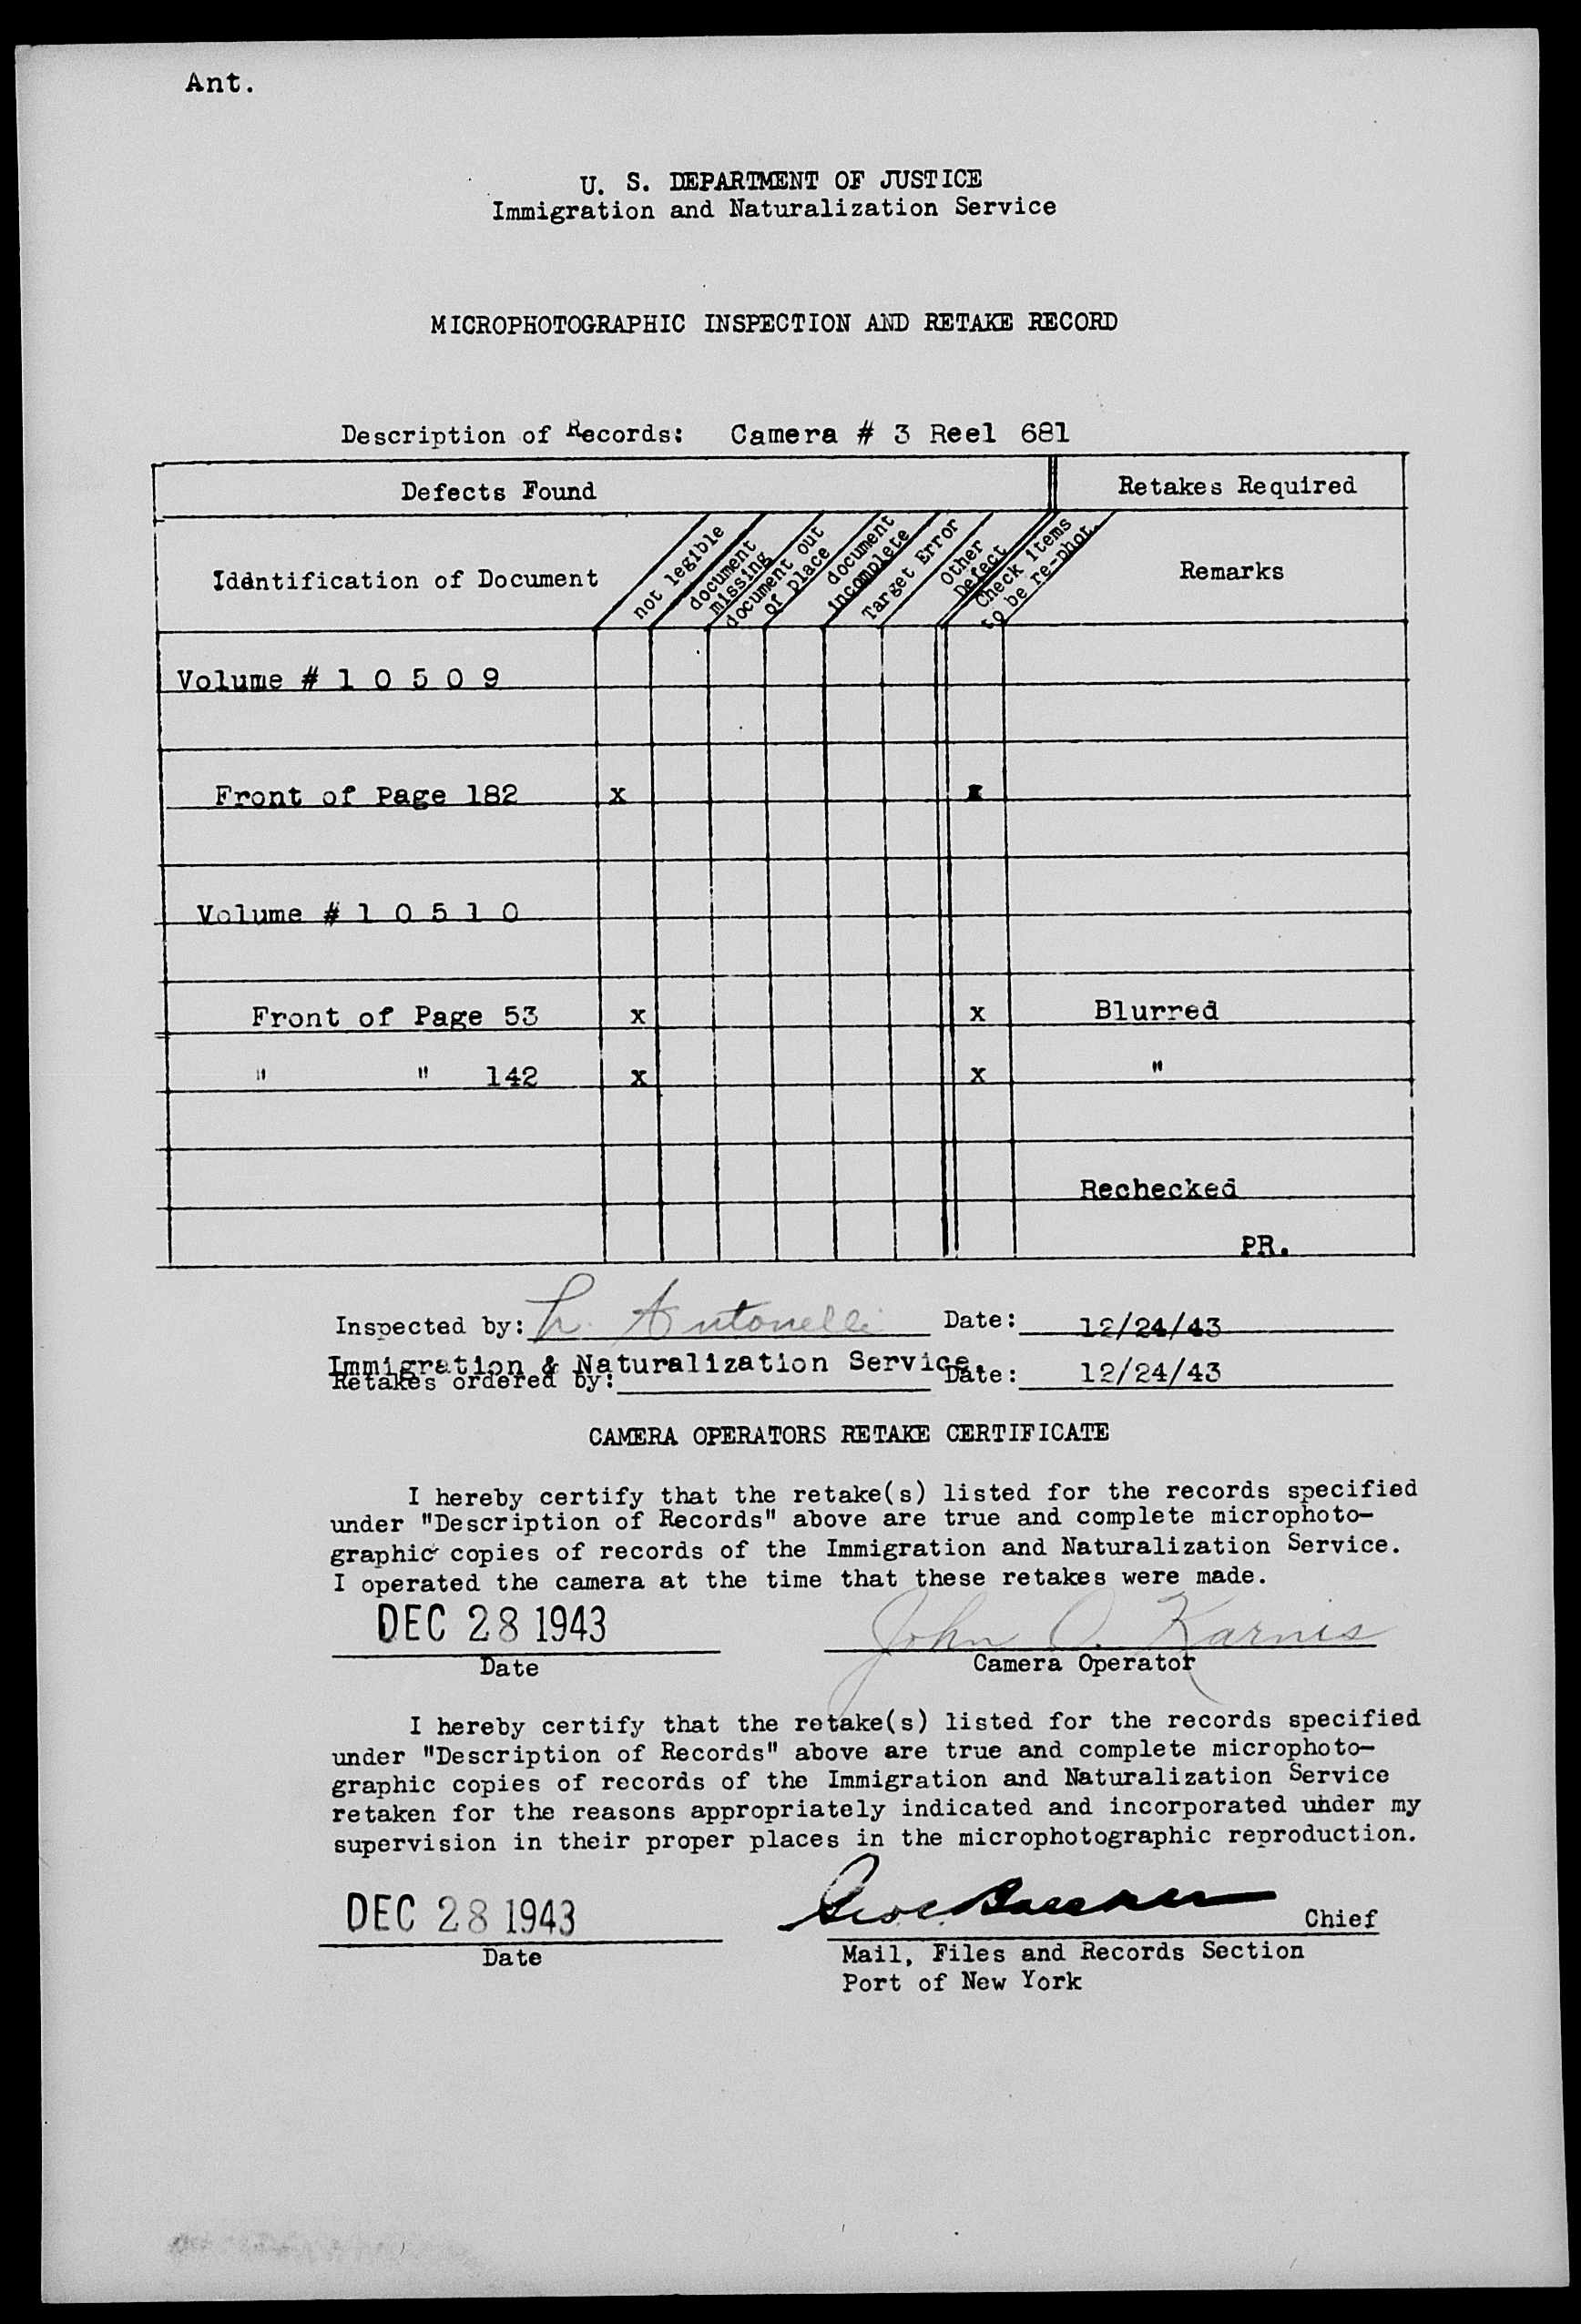 Ant.
U. S. DEPARTMENT OF JUSTICE
Immigration and Naturalization Service
MICROPHOTOGRAPHIC INSPECTION AND RETAKE RECORD
Description of Records: Camera # 3 Reel 681
Defects Found
Retakes Required
Identification of Document
not legible
document
missing
document out
of place
document
incomplete
Target Error
Other
Defect
Check items
to be re-phot.
Remarks
Volume # 1 0 5 0 9
Front of Page 182 x x
Volume # 1 0 5 1 0
Front of Page 53 x x Blurred
" " 142 x x "
Rechecked
PR.
Inspected by: L. Antonelli Date: 12/24/43
Immigration & Naturalization Service.
Retakes ordered by: Date: 12/24/43
CAMERA OPERATORS RETAKE CERTIFICATE
I hereby certify that the retake(s) listed for the records specified
under "Description of Records" above are true and complete microphoto-
graphic copies of records of the Immigration and Naturalization Service.
I operated the camera at the time that these retakes were made.
DEC 28 1943 John O. Karnis
Date Camera Operator
I hereby certify that the retake(s) listed for the records specified
under "Description of Records" above are true and complete microphoto-
graphic copies of records of the Immigration and Naturalization Service
retaken for the reasons appropriately indicated and incorporated under my
supervision in their proper places in the microphotographic reproduction.
DEC 28 1943 Chief
Date Mail, Files and Records Section
Port of New York